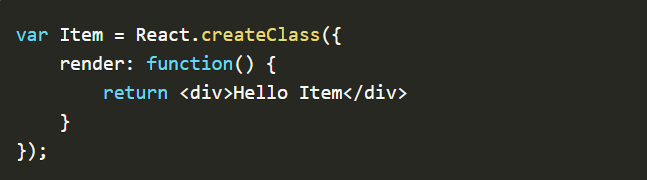 var Item = React.createClass({
    render: function() {
        return <div>Hello Item</div>
    }
});